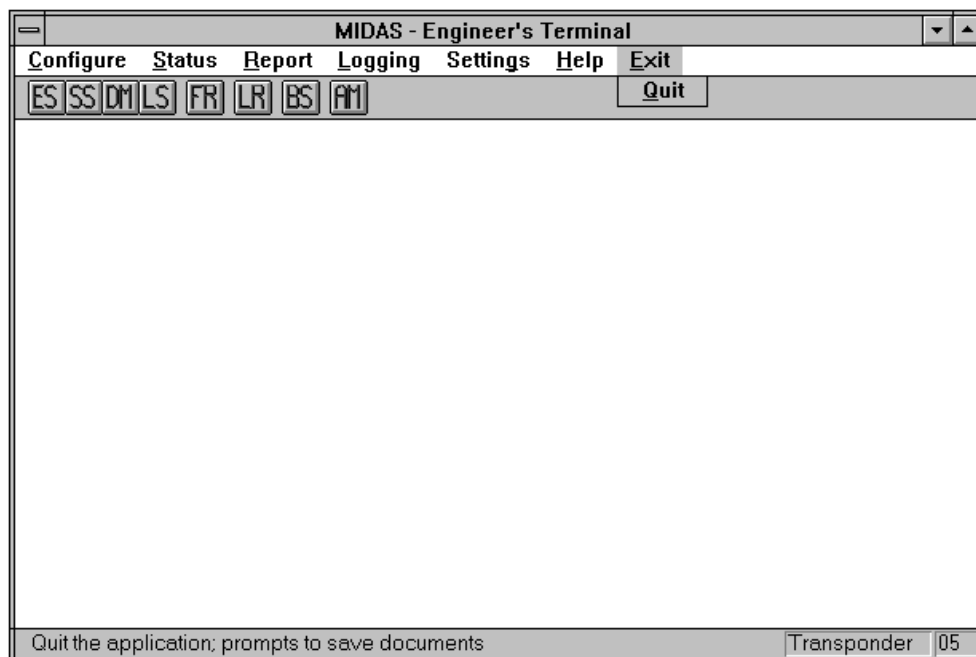 MIDAS - Engineer's Terminal
Configure Status Report Logging Settings Help Exit
ES SS DM LS FR LR BS AM
Quit
Quit the application; prompts to save documents
Transponder 05